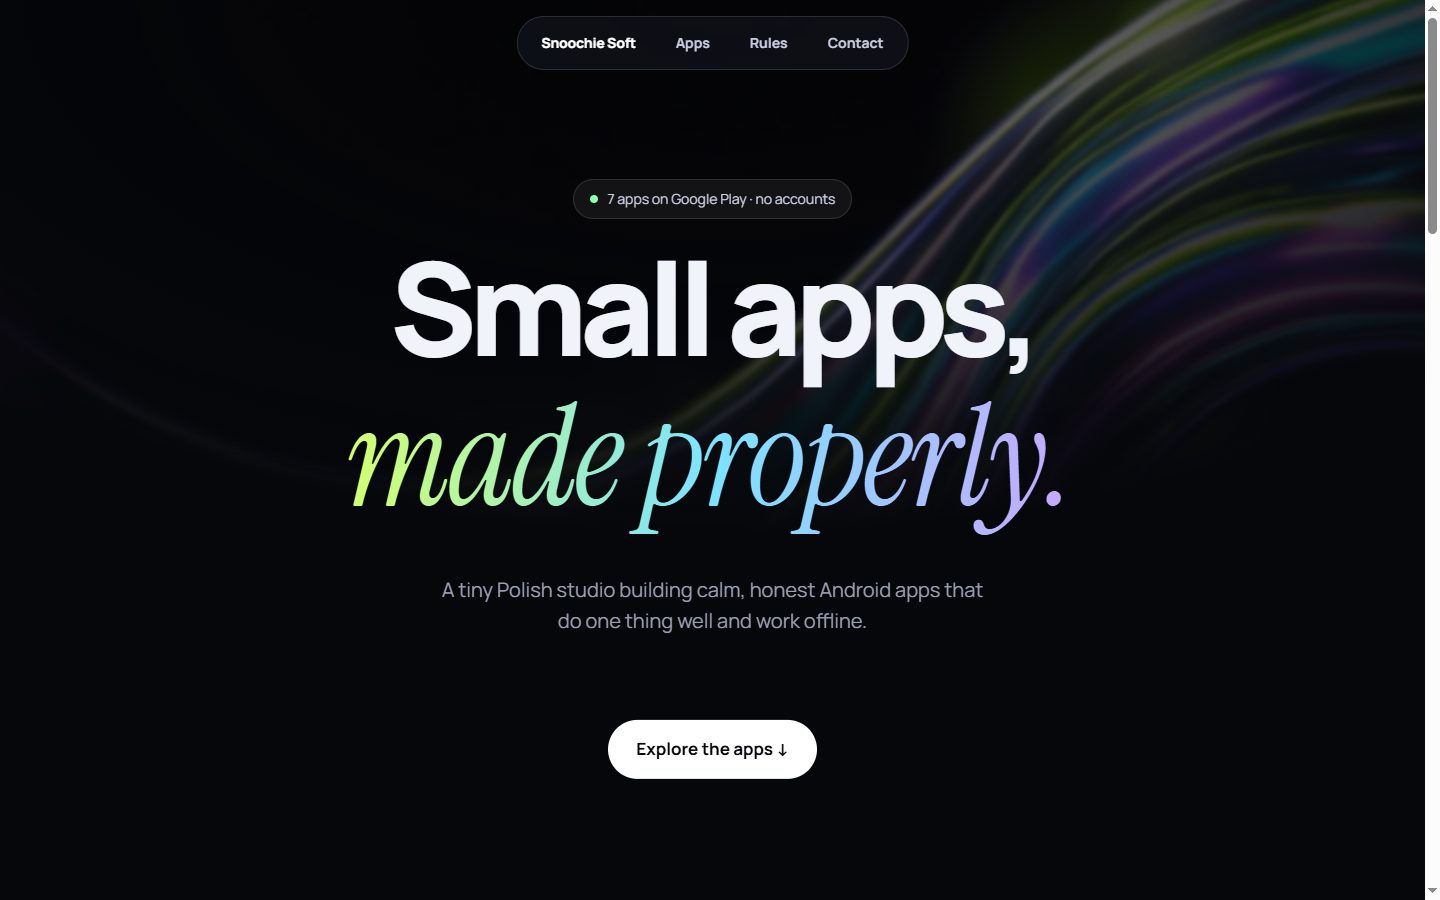 Snoochie Soft Apps Rules Contact
7 apps on Google Play · no accounts
Small apps,
made properly.
A tiny Polish studio building calm, honest Android apps that
do one thing well and work offline.
Explore the apps ↓